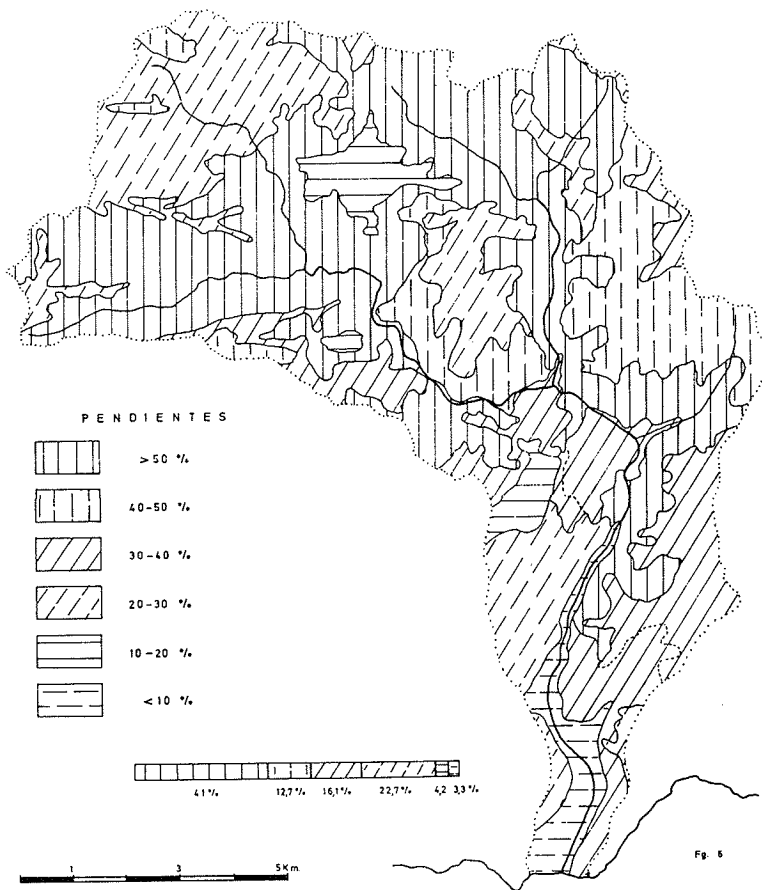 PENDIENTES
>50 %
40-50 %
30-40 %
20-30 %
10-20 %
<10 %
41 % 12,7 % 16,1 % 22,7 % 4,2 3,3 %
1 3 5 Km.
Fg. 6